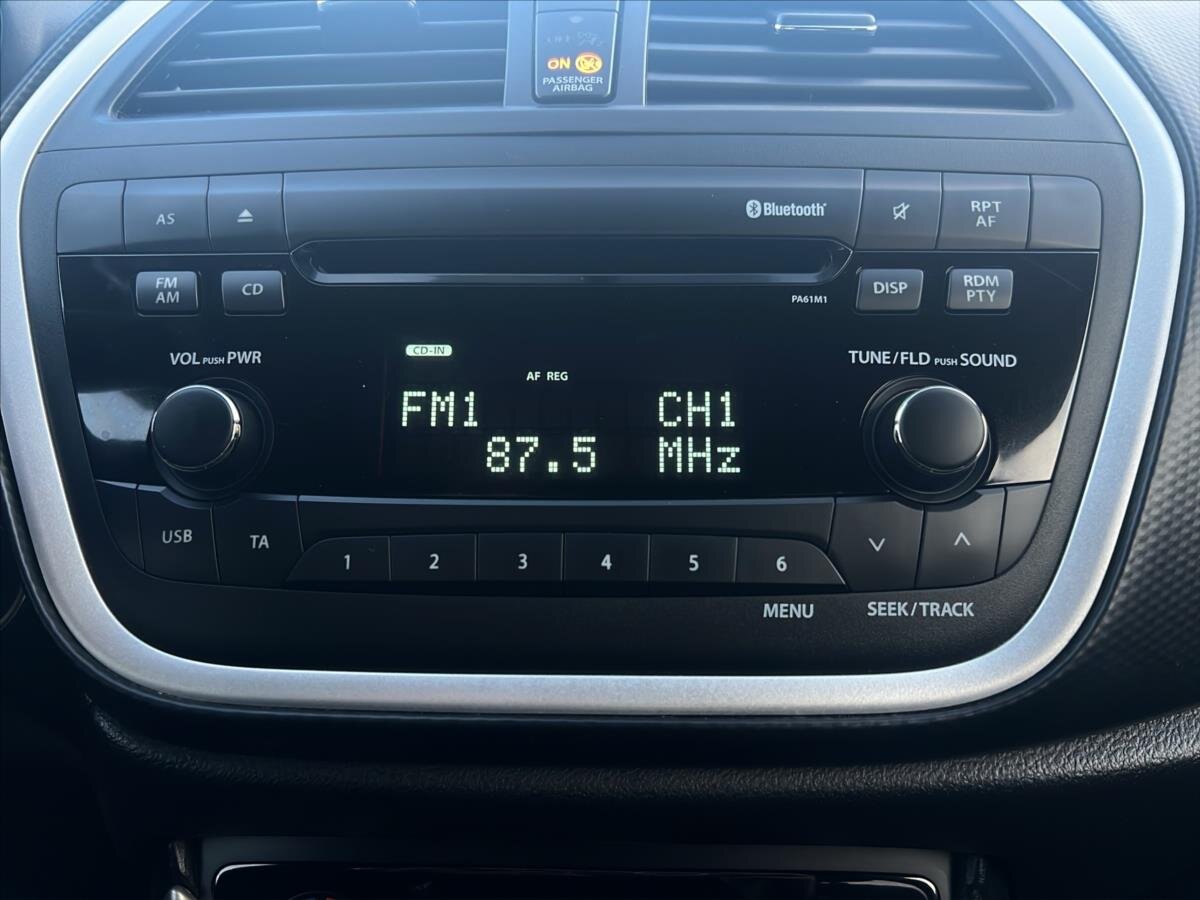 ON
PASSENGER
AIRBAG
AS
Bluetooth
RPT
AF
FM
AM
CD
DISP
RDM
PTY
PA61M1
VOL PUSH PWR
CD-IN
TUNE/FLD PUSH SOUND
AF REG
FM1 CH1
87.5 MHz
USB
TA
1 2 3 4 5 6
MENU
SEEK/TRACK